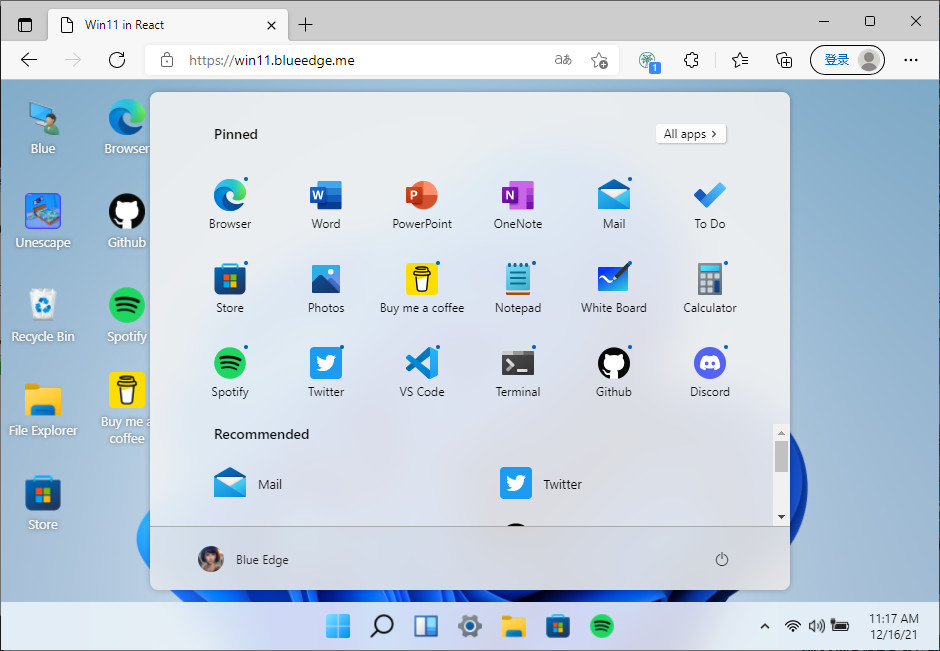 Win11 in React
https://win11.blueedge.me
aあ
1
登录
Blue
Browser
Unescape
Github
Recycle Bin
Spotify
File Explorer
Buy me a
coffee
Store
Pinned
All apps
Browser
Word
PowerPoint
OneNote
Mail
To Do
Store
Photos
Buy me a coffee
Notepad
White Board
Calculator
Spotify
Twitter
VS Code
Terminal
Github
Discord
Recommended
Mail
Twitter
Blue Edge
11:17 AM
12/16/21